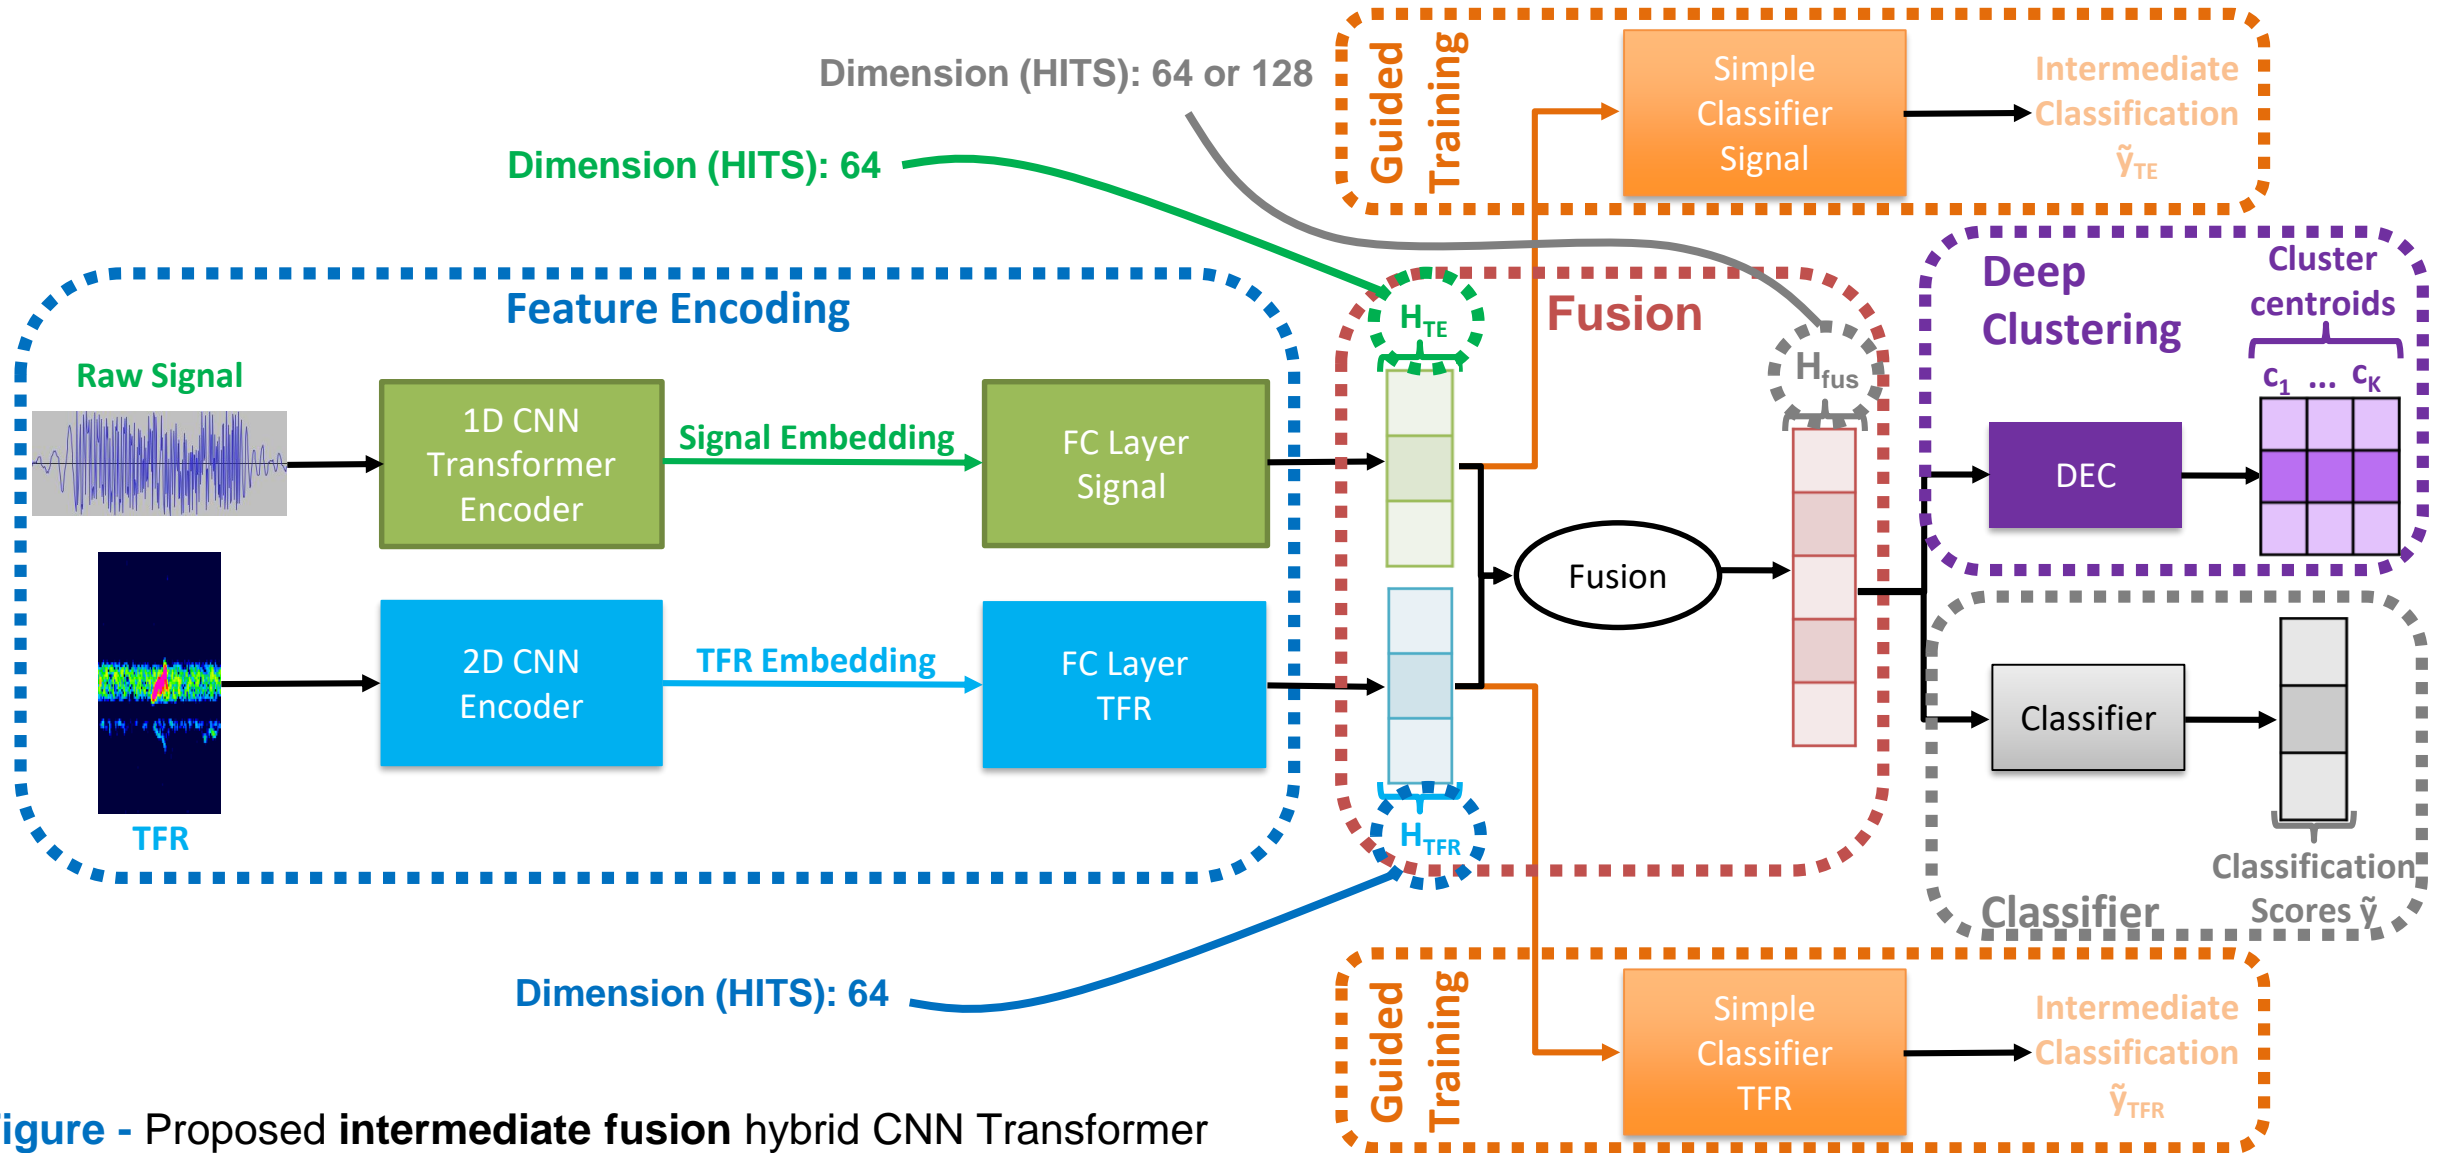 Dimension (HITS): 64 or 128
Dimension (HITS): 64
Guided
Training
Simple
Classifier
Signal
Intermediate
Classification
ỹTE
Feature Encoding
Raw Signal
1D CNN
Transformer
Encoder
Signal Embedding
FC Layer
Signal
TFR
2D CNN
Encoder
TFR Embedding
FC Layer
TFR
HTE
Fusion
Hfus
Fusion
HTFR
Deep
Clustering
Cluster
centroids
c1 ... cK
DEC
Classifier
Classification
Scores ỹ
Classifier
Dimension (HITS): 64
Guided
Training
Simple
Classifier
TFR
Intermediate
Classification
ỹTFR
igure - Proposed intermediate fusion hybrid CNN Transformer